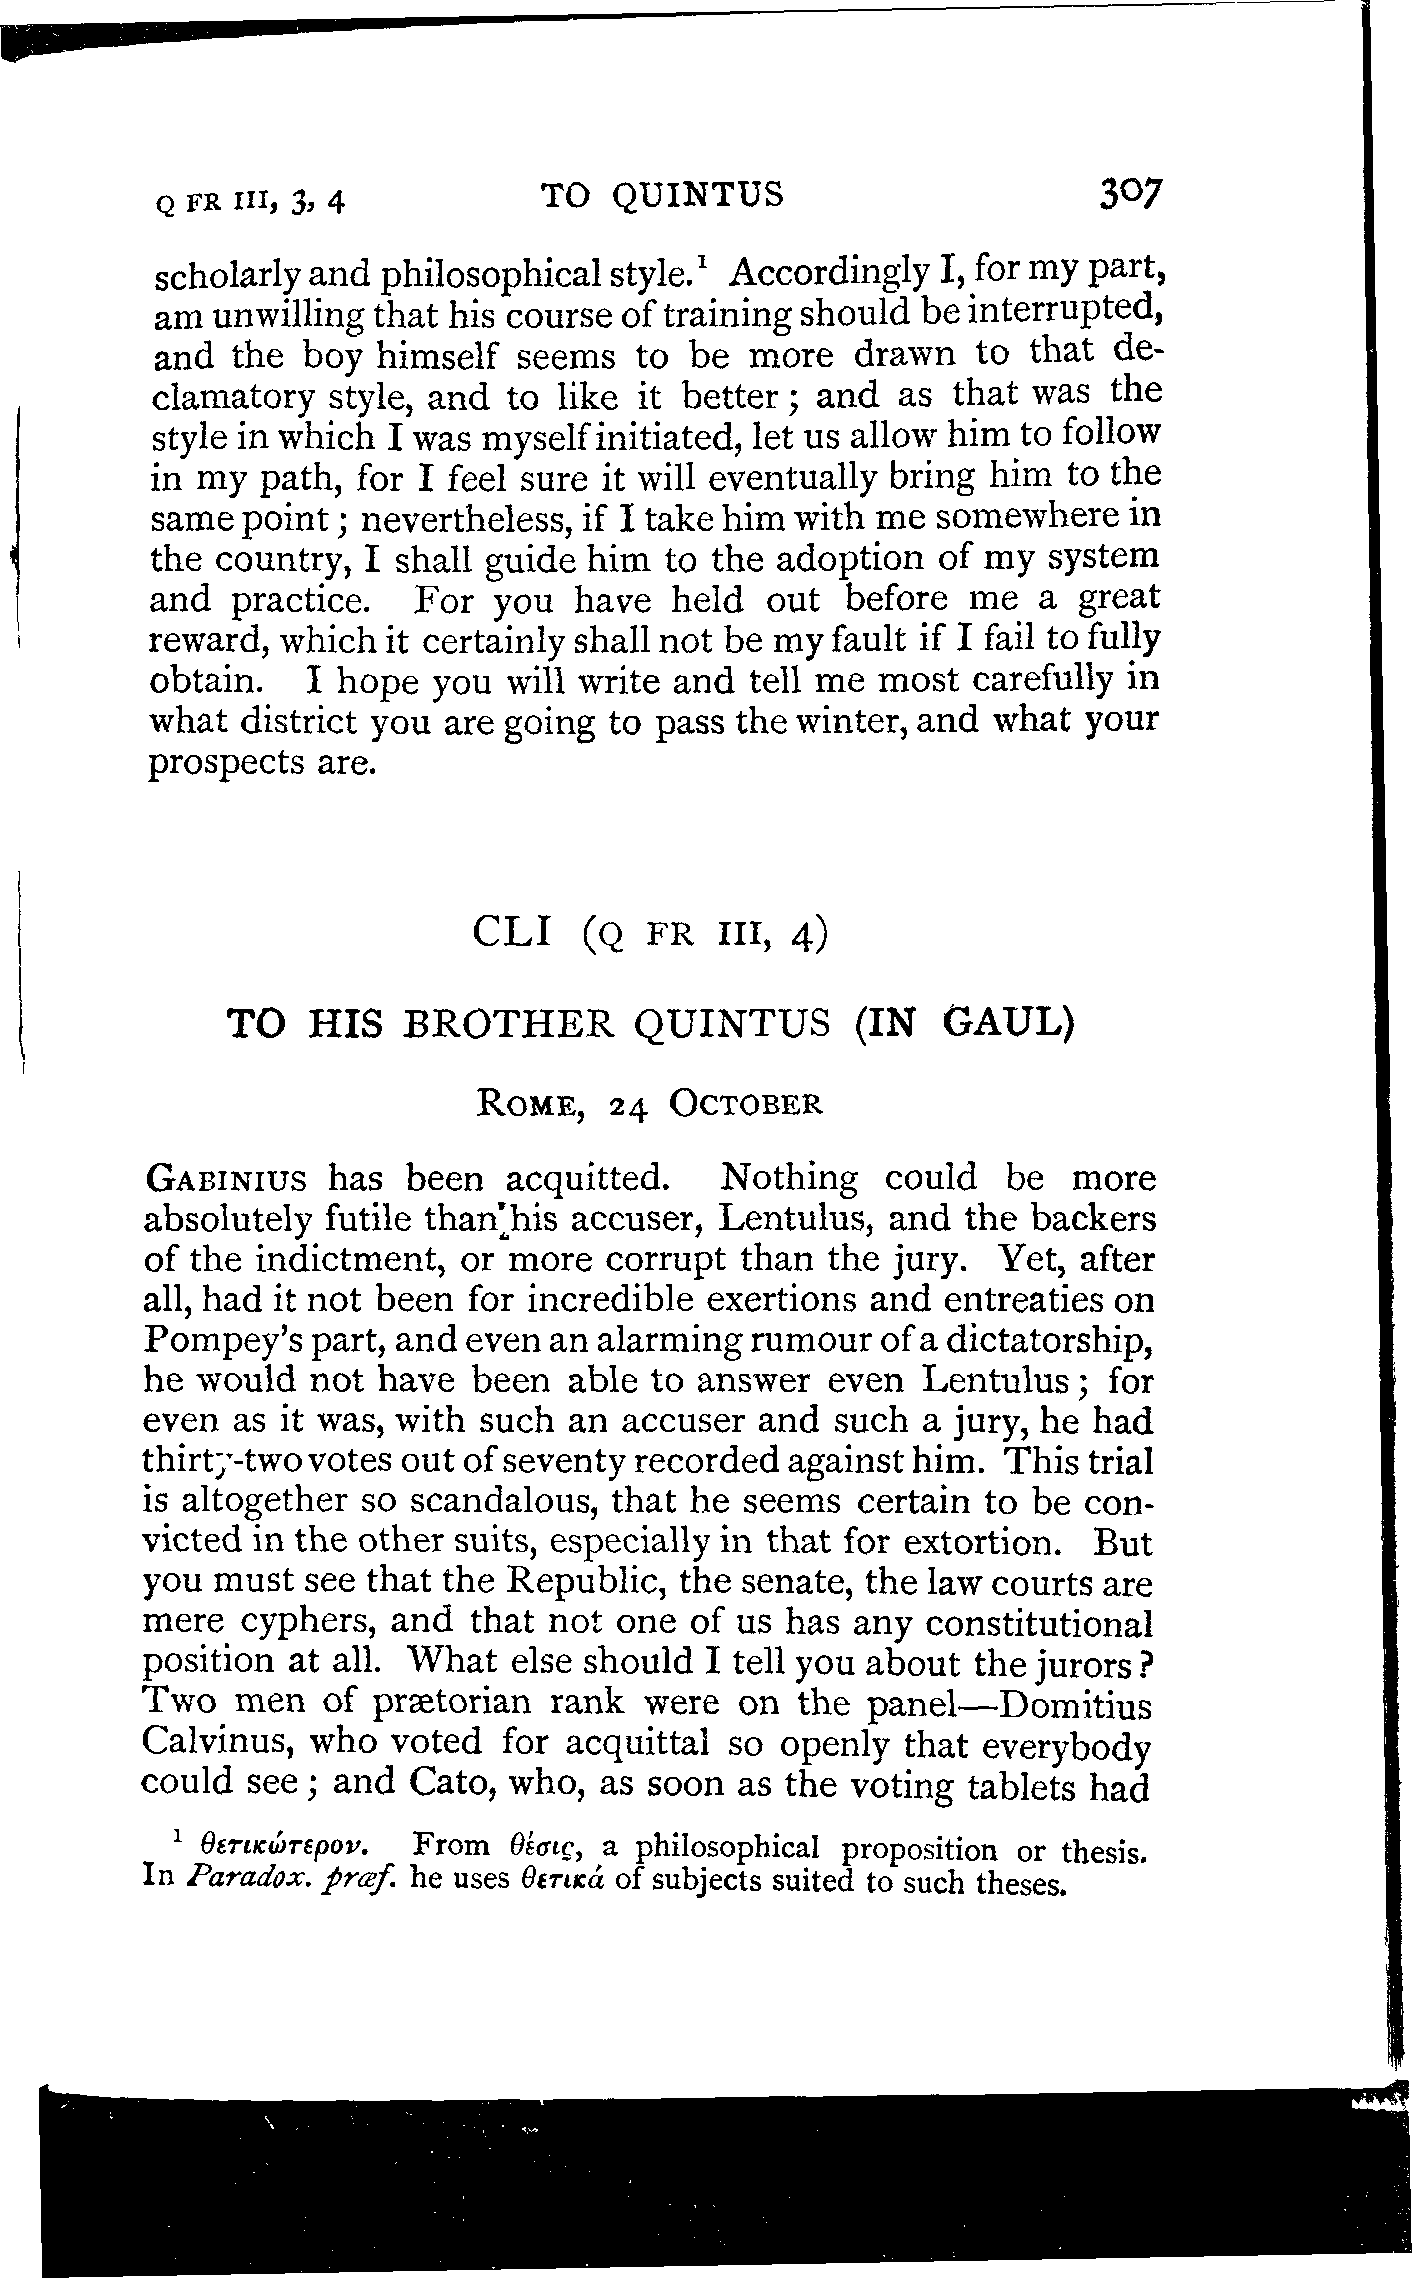 Q FR III, 3, 4 TO QUINTUS 307
scholarly and philosophical style.¹ Accordingly I, for my part,
am unwilling that his course of training should be interrupted,
and the boy himself seems to be more drawn to that de-
clamatory style, and to like it better; and as that was the
style in which I was myself initiated, let us allow him to follow
in my path, for I feel sure it will eventually bring him to the
same point; nevertheless, if I take him with me somewhere in
the country, I shall guide him to the adoption of my system
and practice. For you have held out before me a great
reward, which it certainly shall not be my fault if I fail to fully
obtain. I hope you will write and tell me most carefully in
what district you are going to pass the winter, and what your
prospects are.
CLI (Q FR III, 4)
TO HIS BROTHER QUINTUS (IN GAUL)
ROME, 24 OCTOBER
GABINIUS has been acquitted. Nothing could be more
absolutely futile than his accuser, Lentulus, and the backers
of the indictment, or more corrupt than the jury. Yet, after
all, had it not been for incredible exertions and entreaties on
Pompey's part, and even an alarming rumour of a dictatorship,
he would not have been able to answer even Lentulus; for
even as it was, with such an accuser and such a jury, he had
thirty-two votes out of seventy recorded against him. This trial
is altogether so scandalous, that he seems certain to be con-
victed in the other suits, especially in that for extortion. But
you must see that the Republic, the senate, the law courts are
mere cyphers, and that not one of us has any constitutional
position at all. What else should I tell you about the jurors?
Two men of prætorian rank were on the panel—Domitius
Calvinus, who voted for acquittal so openly that everybody
could see; and Cato, who, as soon as the voting tablets had
¹ θετικώτερον. From θέσις, a philosophical proposition or thesis.
In Paradox. præf. he uses θετικά of subjects suited to such theses.